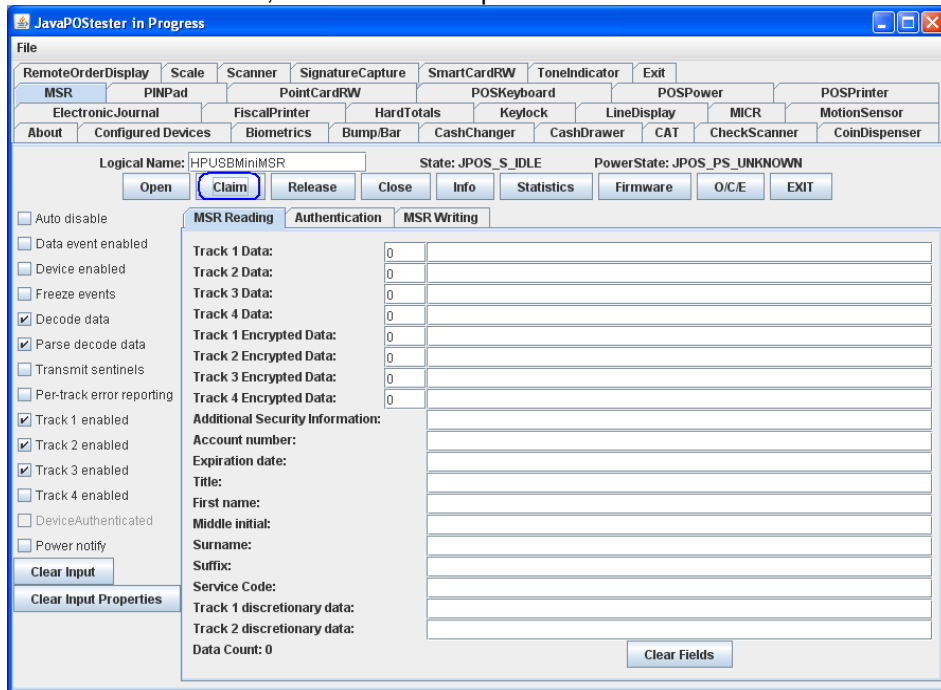 JavaPOStester in Progress
File
RemoteOrderDisplay Scale Scanner SignatureCapture SmartCardRW ToneIndicator Exit
MSR PINPad PointCardRW POSKeyboard POSPower POSPrinter
ElectronicJournal FiscalPrinter HardTotals Keylock LineDisplay MICR MotionSensor
About Configured Devices Biometrics Bump/Bar CashChanger CashDrawer CAT CheckScanner CoinDispenser
Logical Name: HPUSBMiniMSR State: JPOS_S_IDLE PowerState: JPOS_PS_UNKNOWN
Open Claim Release Close Info Statistics Firmware O/C/E EXIT
Auto disable
Data event enabled
Device enabled
Freeze events
Decode data
Parse decode data
Transmit sentinels
Per-track error reporting
Track 1 enabled
Track 2 enabled
Track 3 enabled
Track 4 enabled
DeviceAuthenticated
Power notify
Clear Input
Clear Input Properties
MSR Reading Authentication MSR Writing
Track 1 Data: 0
Track 2 Data: 0
Track 3 Data: 0
Track 4 Data: 0
Track 1 Encrypted Data: 0
Track 2 Encrypted Data: 0
Track 3 Encrypted Data: 0
Track 4 Encrypted Data: 0
Additional Security Information:
Account number:
Expiration date:
Title:
First name:
Middle initial:
Surname:
Suffix:
Service Code:
Track 1 discretionary data:
Track 2 discretionary data:
Data Count: 0
Clear Fields